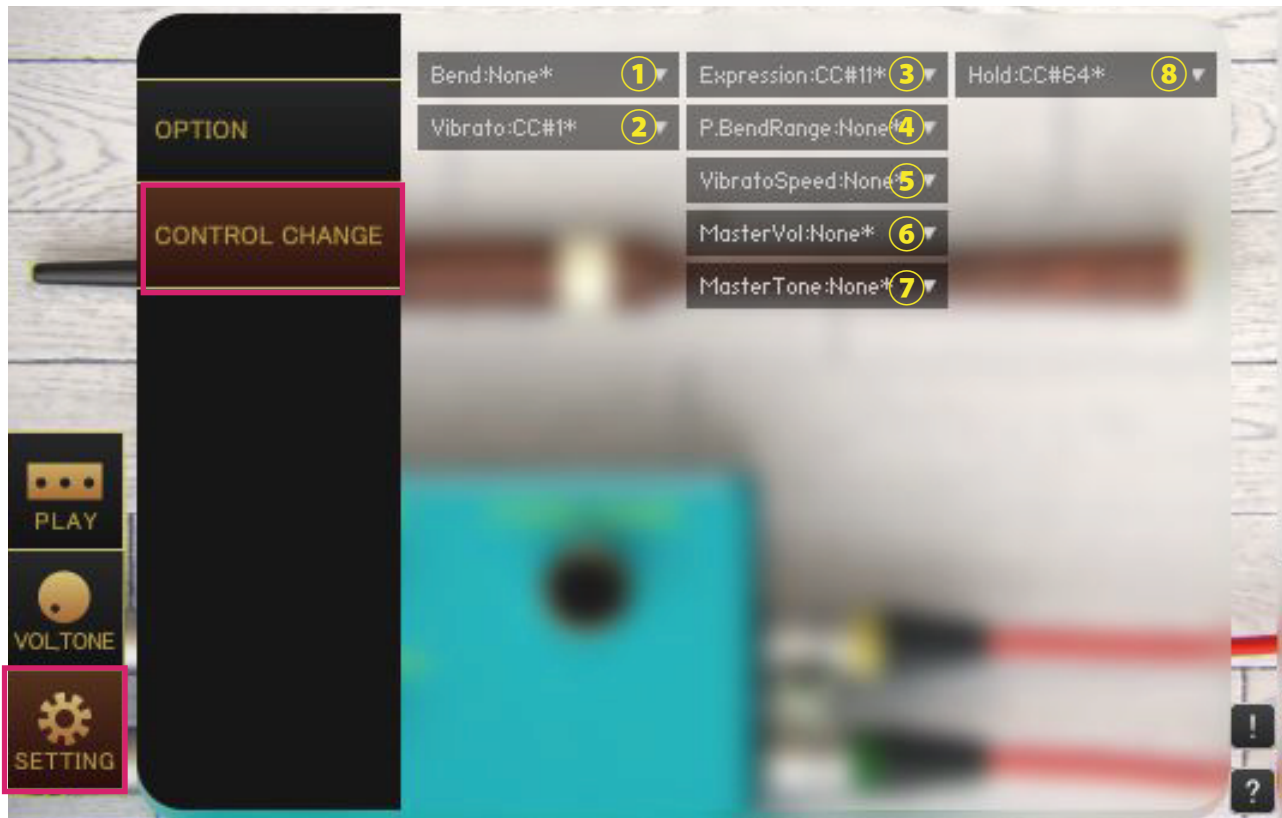 Bend:None* ①
Expression:CC#11* ③
Hold:CC#64* ⑧
OPTION
Vibrato:CC#1* ②
P.BendRange:None* ④
VibratoSpeed:None* ⑤
CONTROL CHANGE
MasterVol:None* ⑥
MasterTone:None* ⑦
PLAY
VOL,TONE
SETTING
!
?